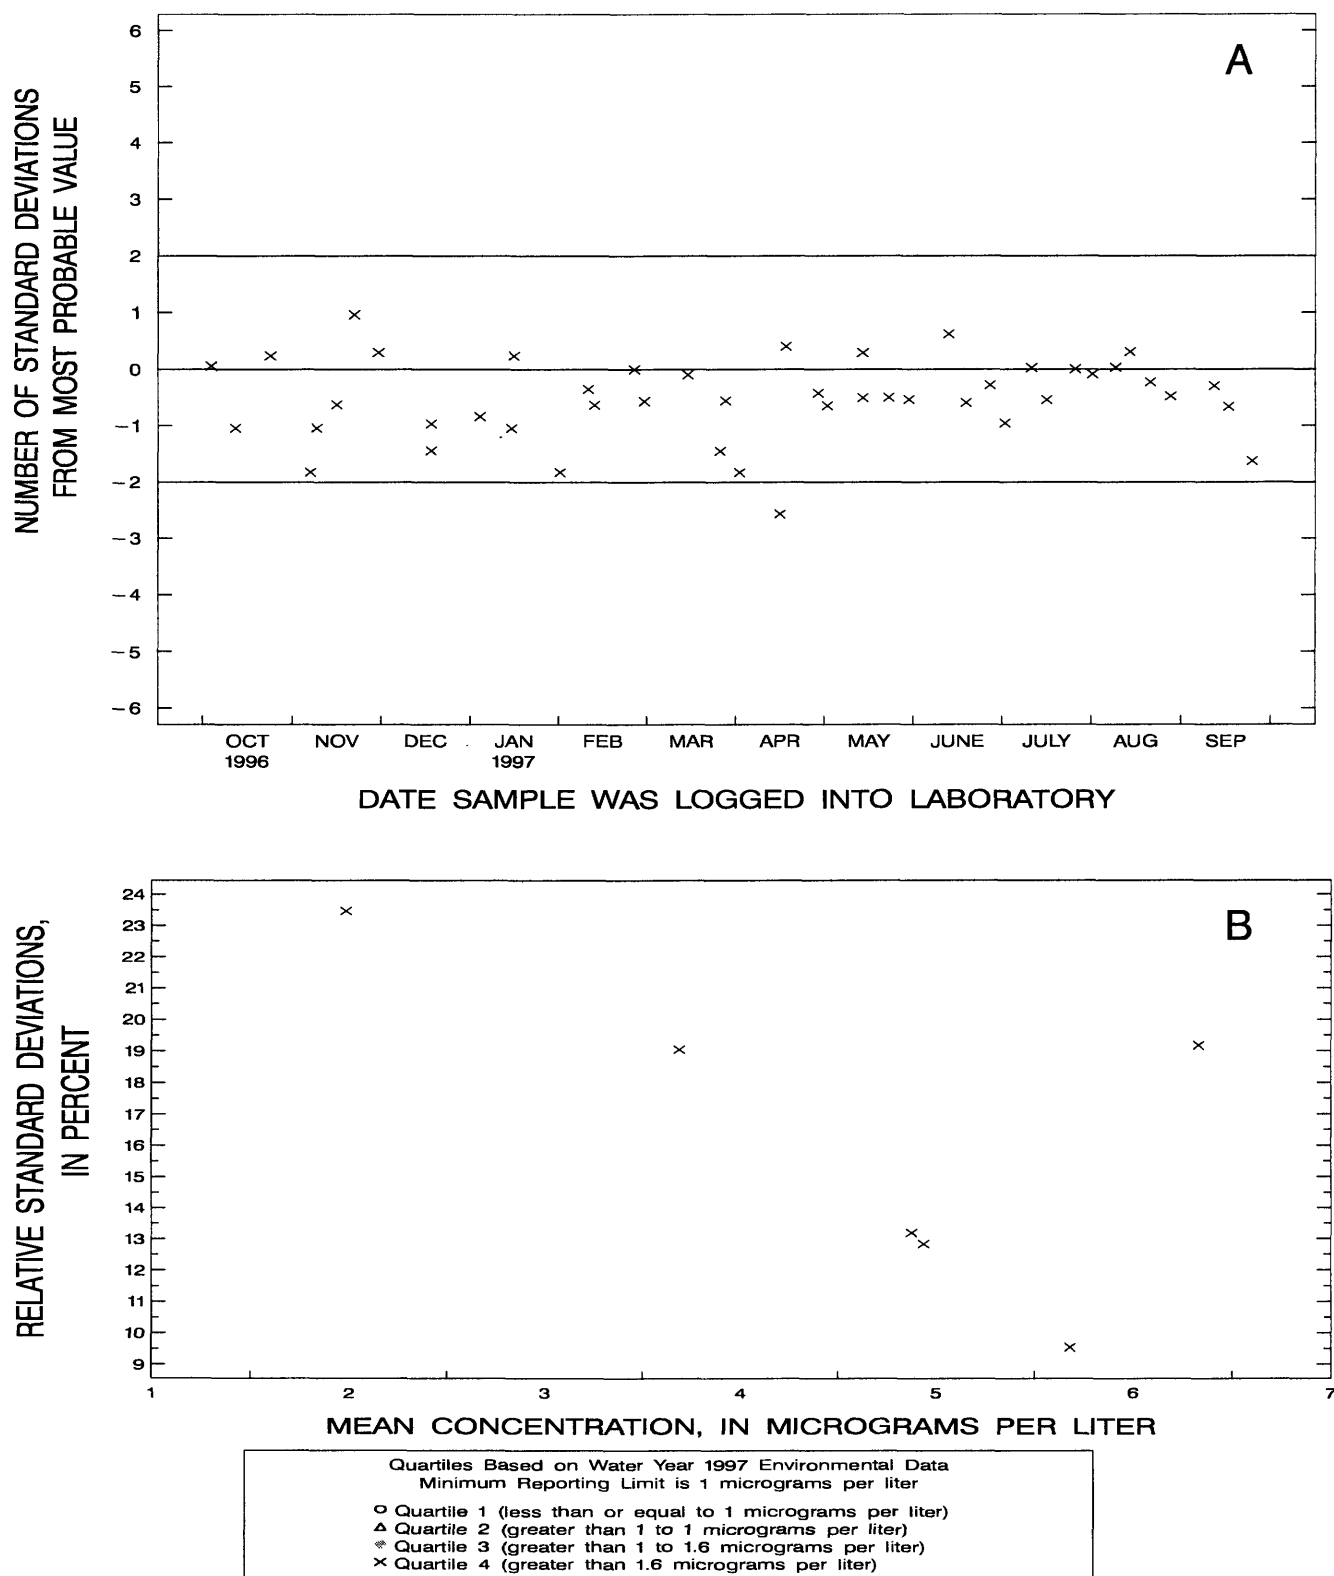 A
NUMBER OF STANDARD DEVIATIONS
FROM MOST PROBABLE VALUE
6
5
4
3
2
1
0
−1
−2
−3
−4
−5
−6
OCT NOV DEC JAN FEB MAR APR MAY JUNE JULY AUG SEP
1996 1997
DATE SAMPLE WAS LOGGED INTO LABORATORY
B
RELATIVE STANDARD DEVIATIONS,
IN PERCENT
24
23
22
21
20
19
18
17
16
15
14
13
12
11
10
9
1 2 3 4 5 6 7
MEAN CONCENTRATION, IN MICROGRAMS PER LITER
Quartiles Based on Water Year 1997 Environmental Data
Minimum Reporting Limit is 1 micrograms per liter
Quartile 1 (less than or equal to 1 micrograms per liter)
Quartile 2 (greater than 1 to 1 micrograms per liter)
Quartile 3 (greater than 1 to 1.6 micrograms per liter)
Quartile 4 (greater than 1.6 micrograms per liter)